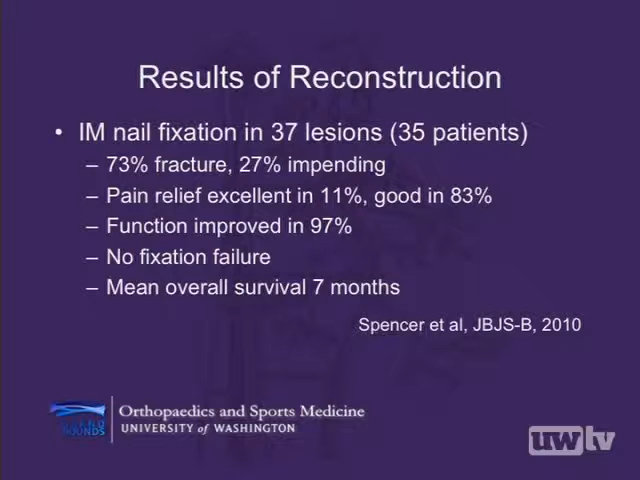 Results of Reconstruction
• IM nail fixation in 37 lesions (35 patients)
– 73% fracture, 27% impending
– Pain relief excellent in 11%, good in 83%
– Function improved in 97%
– No fixation failure
– Mean overall survival 7 months
Spencer et al, JBJS-B, 2010
Orthopaedics and Sports Medicine
UNIVERSITY of WASHINGTON
ROUNDS
uwtv